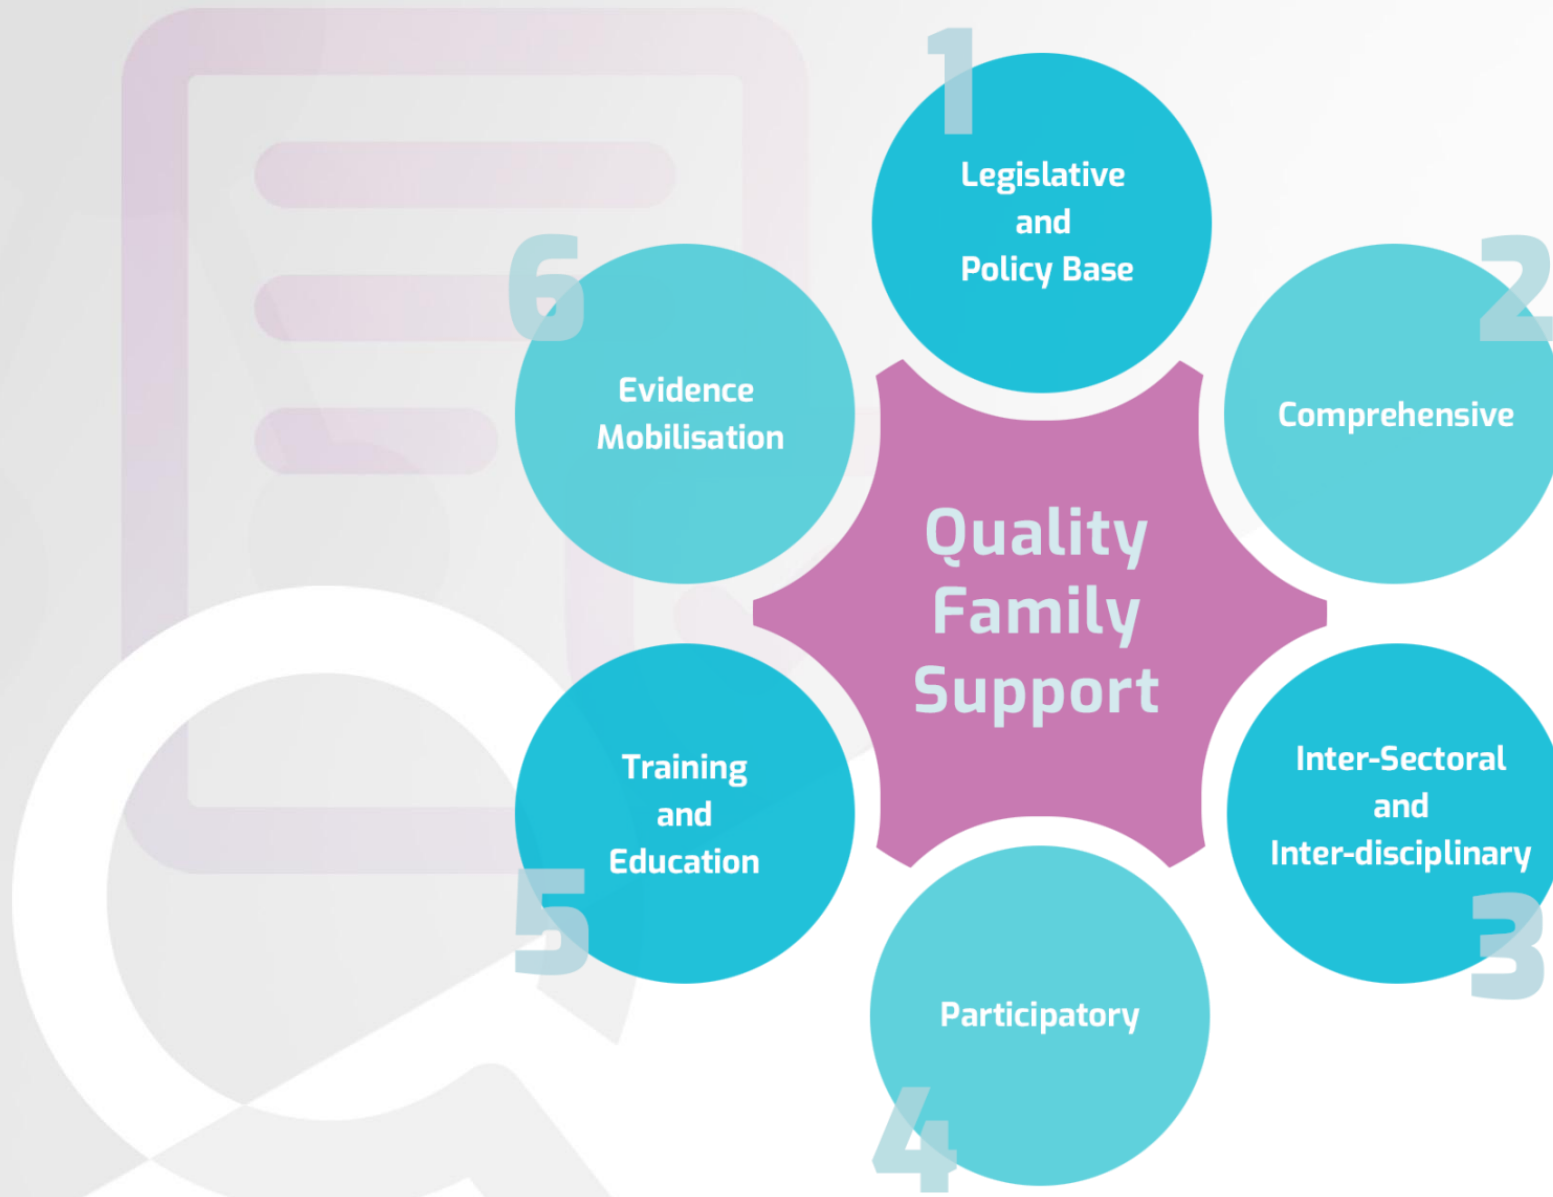 1
Legislative
and
Policy Base
2
Comprehensive
3
Inter-Sectoral
and
Inter-disciplinary
4
Participatory
5
Training
and
Education
6
Evidence
Mobilisation
Quality
Family
Support